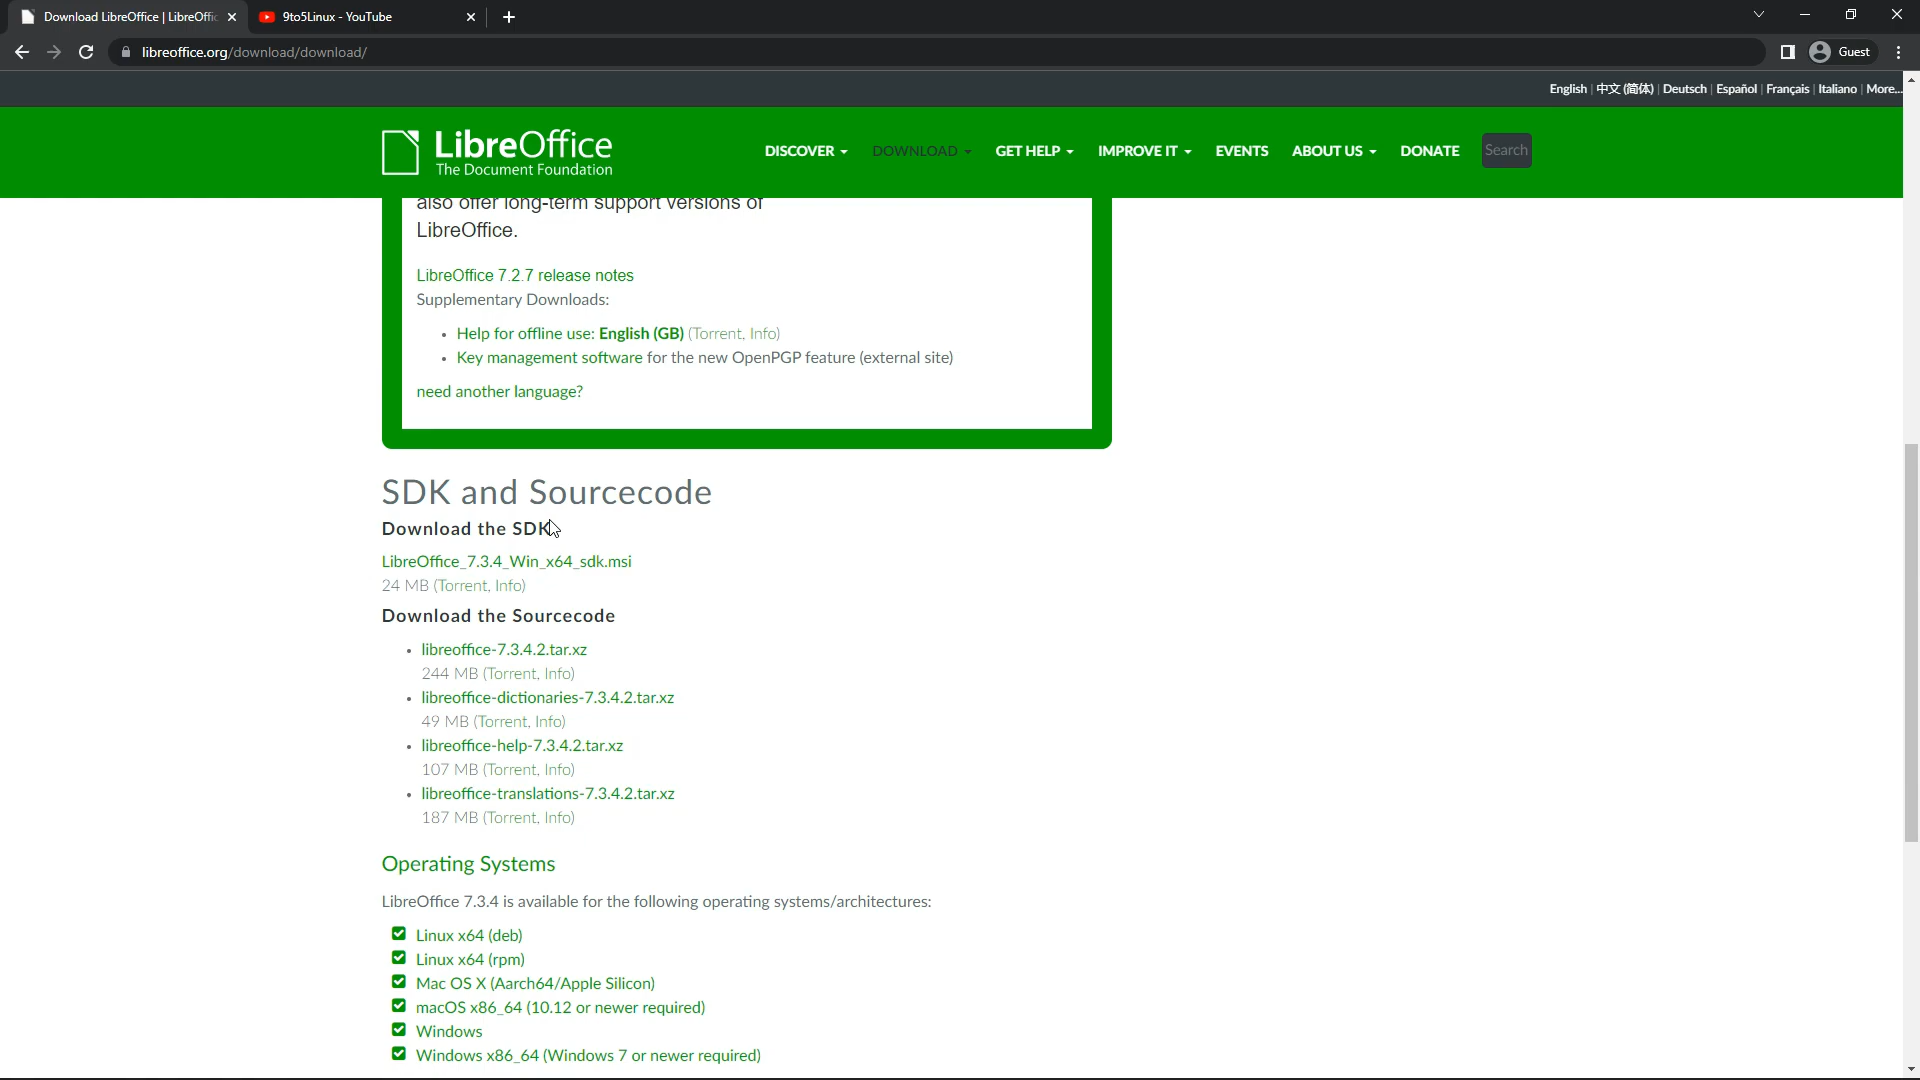 Download LibreOffice | LibreOffic
9to5Linux - YouTube
libreoffice.org/download/download/
Guest
English | 中文 (简体) | Deutsch | Español | Français | Italiano | More...
LibreOffice
The Document Foundation
DISCOVER DOWNLOAD GET HELP IMPROVE IT EVENTS ABOUT US DONATE Search
also offer long-term support versions of
LibreOffice.
LibreOffice 7.2.7 release notes
Supplementary Downloads:
• Help for offline use: English (GB) (Torrent, Info)
• Key management software for the new OpenPGP feature (external site)
need another language?
SDK and Sourcecode
Download the SDK
LibreOffice_7.3.4_Win_x64_sdk.msi
24 MB (Torrent, Info)
Download the Sourcecode
• libreoffice-7.3.4.2.tar.xz
244 MB (Torrent, Info)
• libreoffice-dictionaries-7.3.4.2.tar.xz
49 MB (Torrent, Info)
• libreoffice-help-7.3.4.2.tar.xz
107 MB (Torrent, Info)
• libreoffice-translations-7.3.4.2.tar.xz
187 MB (Torrent, Info)
Operating Systems
LibreOffice 7.3.4 is available for the following operating systems/architectures:
Linux x64 (deb)
Linux x64 (rpm)
Mac OS X (Aarch64/Apple Silicon)
macOS x86_64 (10.12 or newer required)
Windows
Windows x86_64 (Windows 7 or newer required)